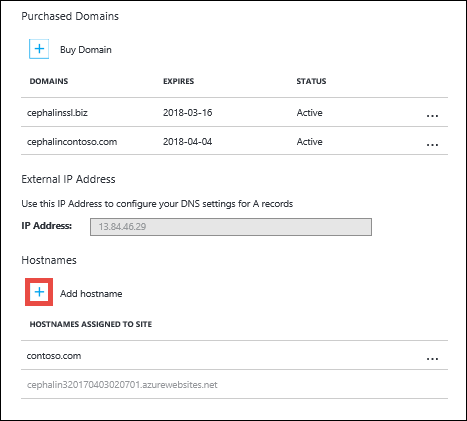 Purchased Domains
+ Buy Domain
DOMAINS EXPIRES STATUS
cephalinssl.biz 2018-03-16 Active ...
cephalincontoso.com 2018-04-04 Active ...
External IP Address
Use this IP Address to configure your DNS settings for A records
IP Address: 13.84.46.29
Hostnames
+ Add hostname
HOSTNAMES ASSIGNED TO SITE
contoso.com ...
cephalin320170403020701.azurewebsites.net